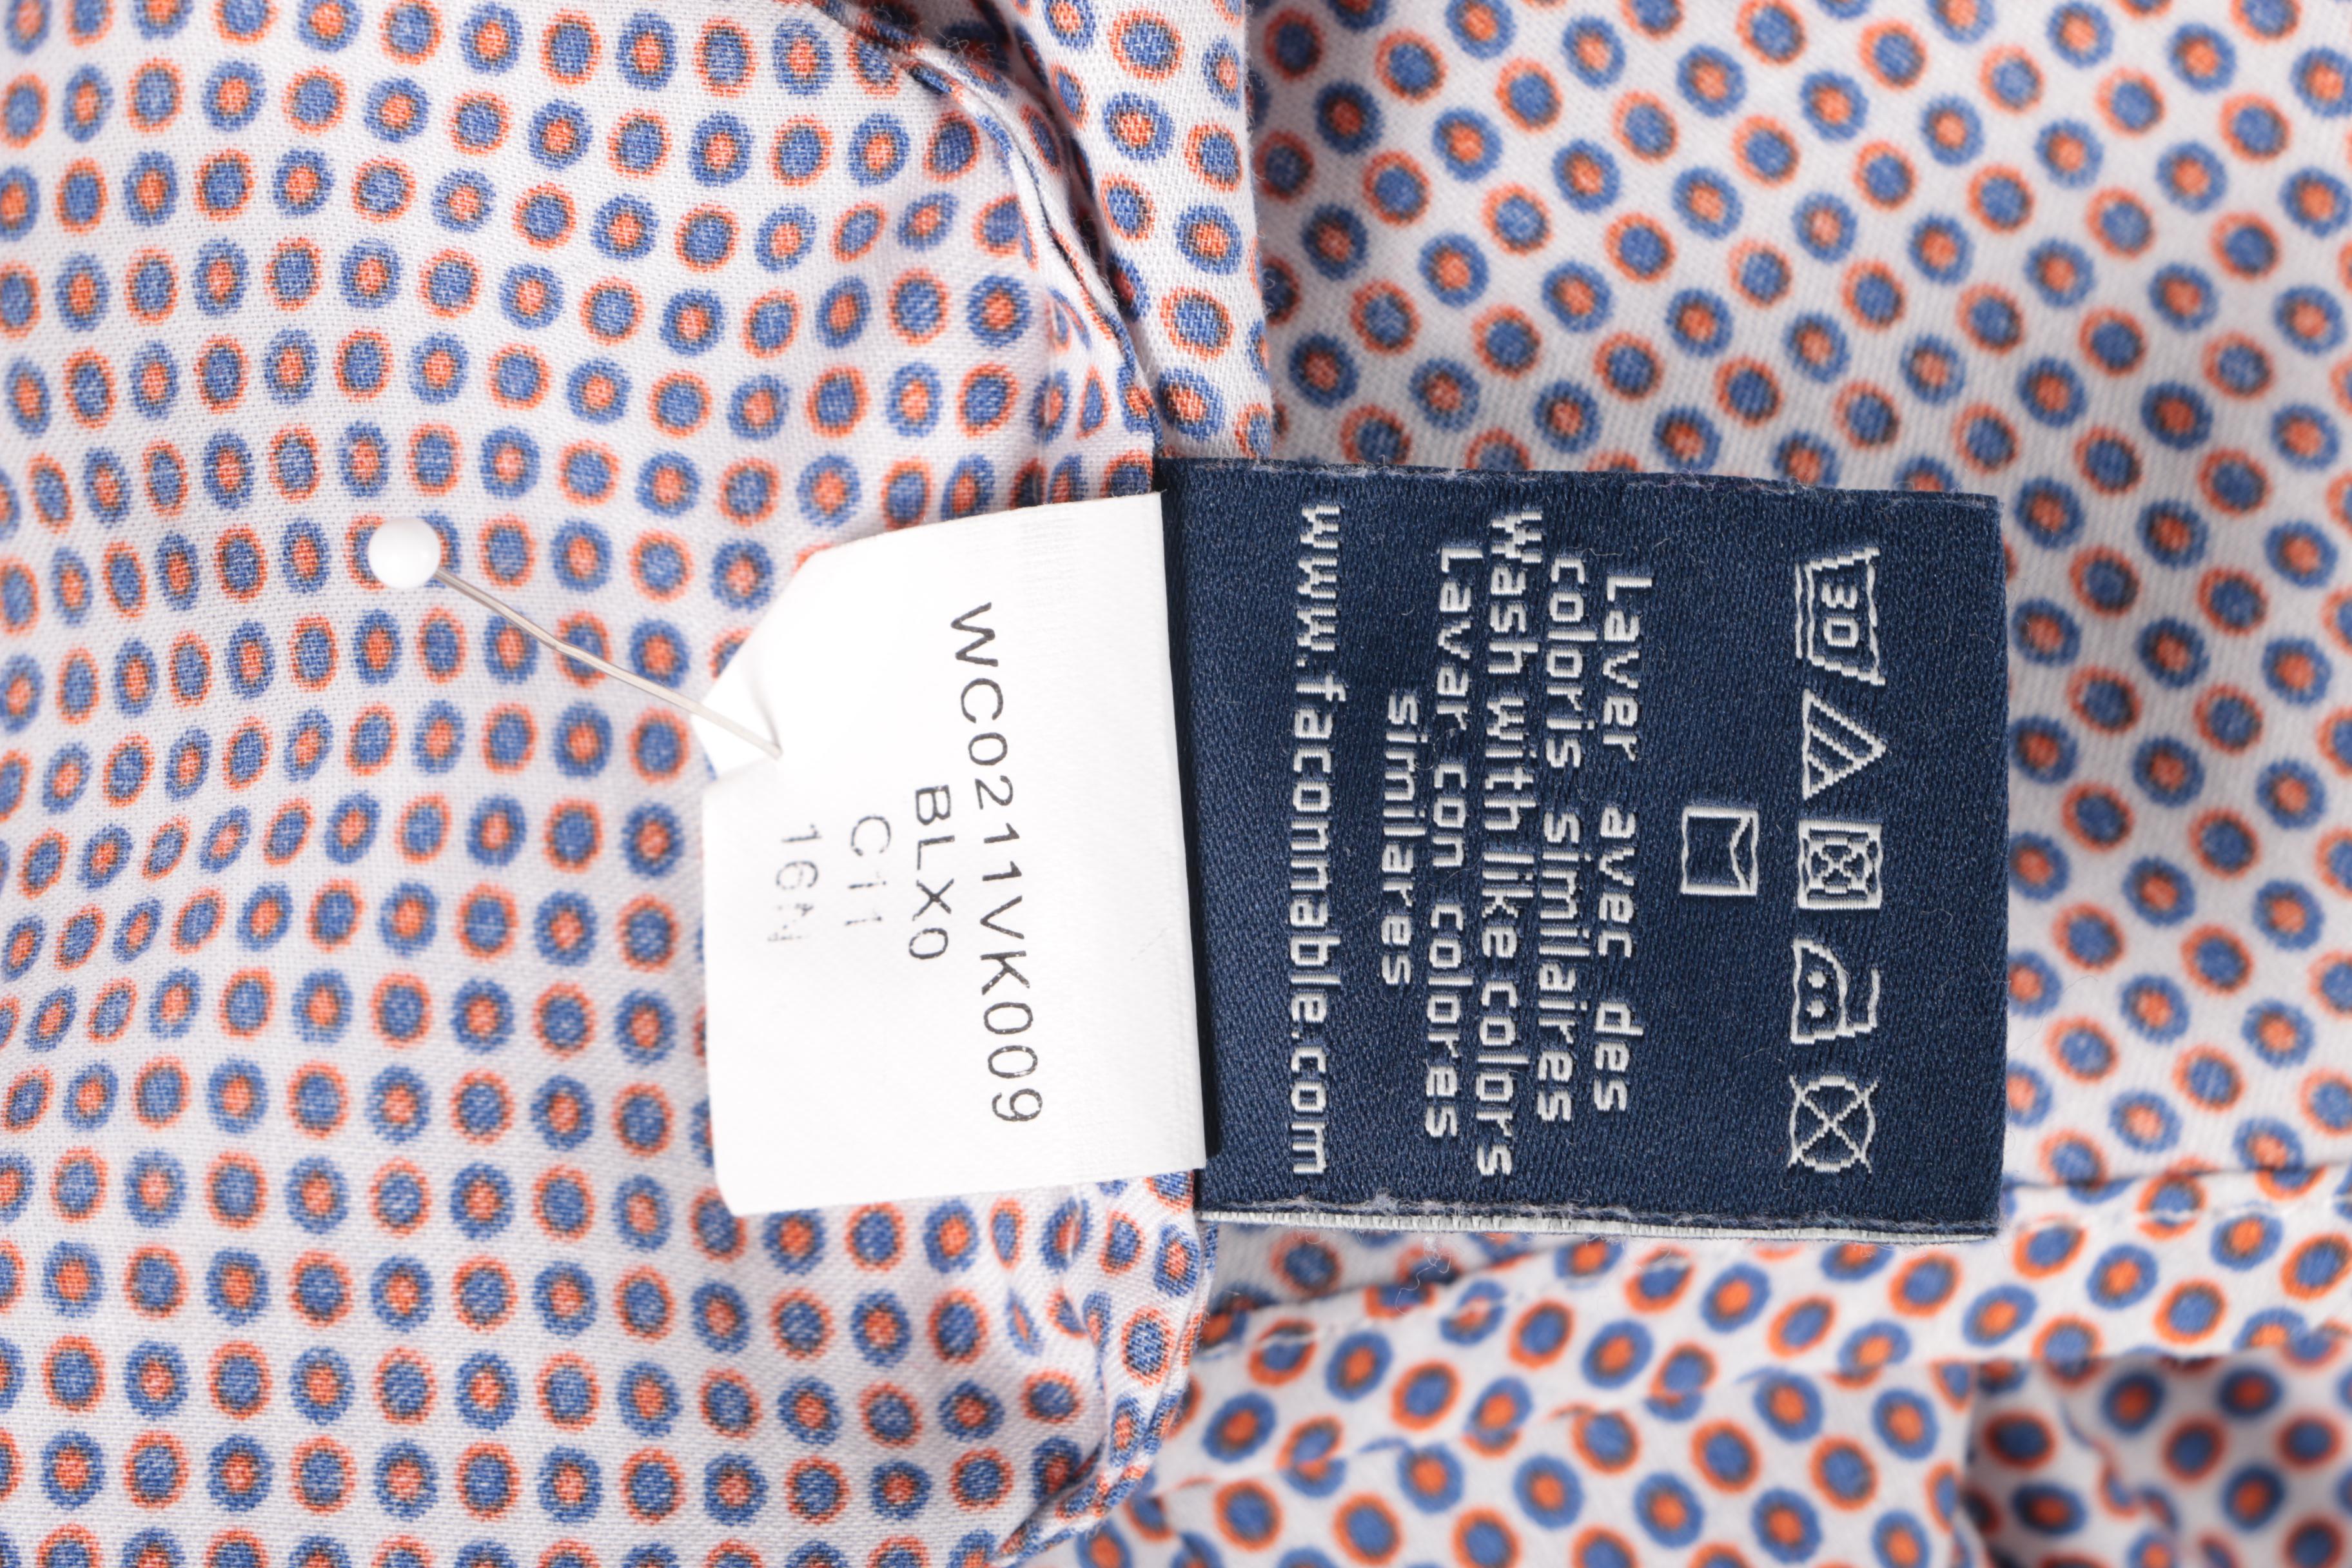 30
Laver avec des
coloris similaires
Wash with like colors
Lavar con colores
similares
www.faconnable.com
WC0211VK009
BLX0
C11